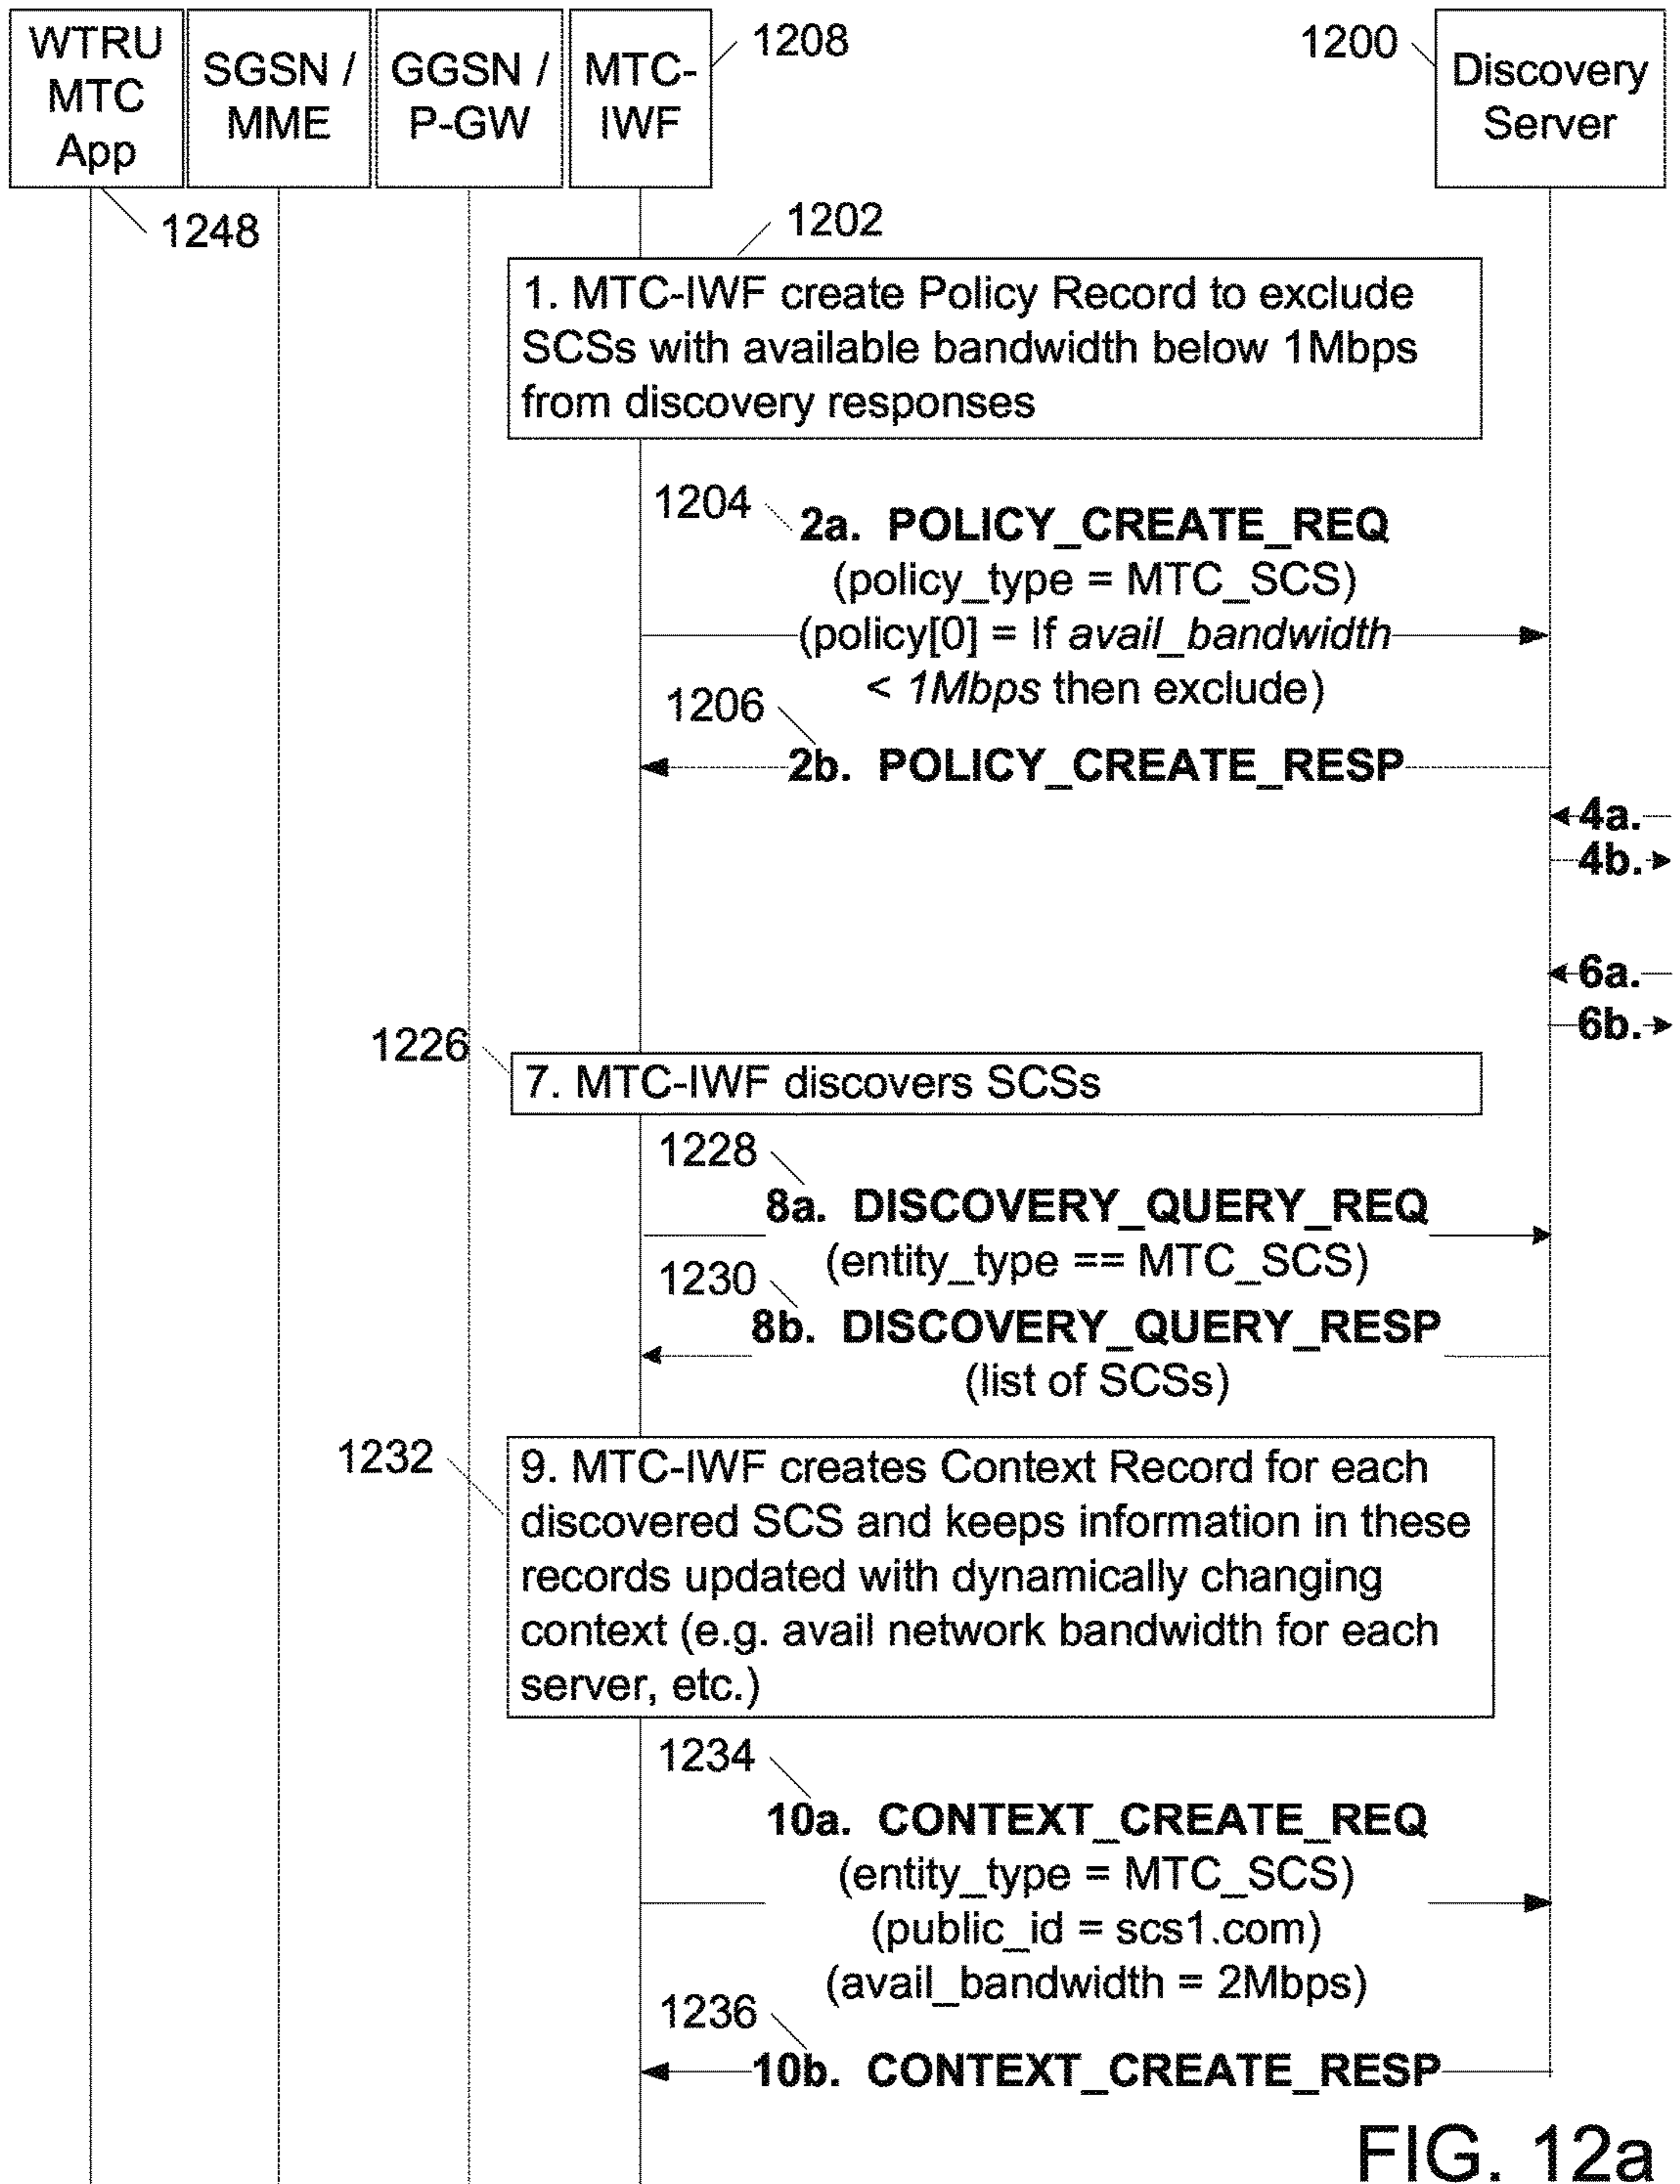 WTRU
MTC
App
SGSN /
MME
GGSN /
P-GW
MTC-
IWF
1208
1200
Discovery
Server
1248
1202
1. MTC-IWF create Policy Record to exclude
SCSs with available bandwidth below 1Mbps
from discovery responses
1204
2a. POLICY_CREATE_REQ
(policy_type = MTC_SCS)
(policy[0] = If avail_bandwidth
< 1Mbps then exclude)
1206
2b. POLICY_CREATE_RESP
4a.
4b.
6a.
6b.
1226
7. MTC-IWF discovers SCSs
1228
8a. DISCOVERY_QUERY_REQ
(entity_type == MTC_SCS)
1230
8b. DISCOVERY_QUERY_RESP
(list of SCSs)
1232
9. MTC-IWF creates Context Record for each
discovered SCS and keeps information in these
records updated with dynamically changing
context (e.g. avail network bandwidth for each
server, etc.)
1234
10a. CONTEXT_CREATE_REQ
(entity_type = MTC_SCS)
(public_id = scs1.com)
(avail_bandwidth = 2Mbps)
1236
10b. CONTEXT_CREATE_RESP
FIG. 12a